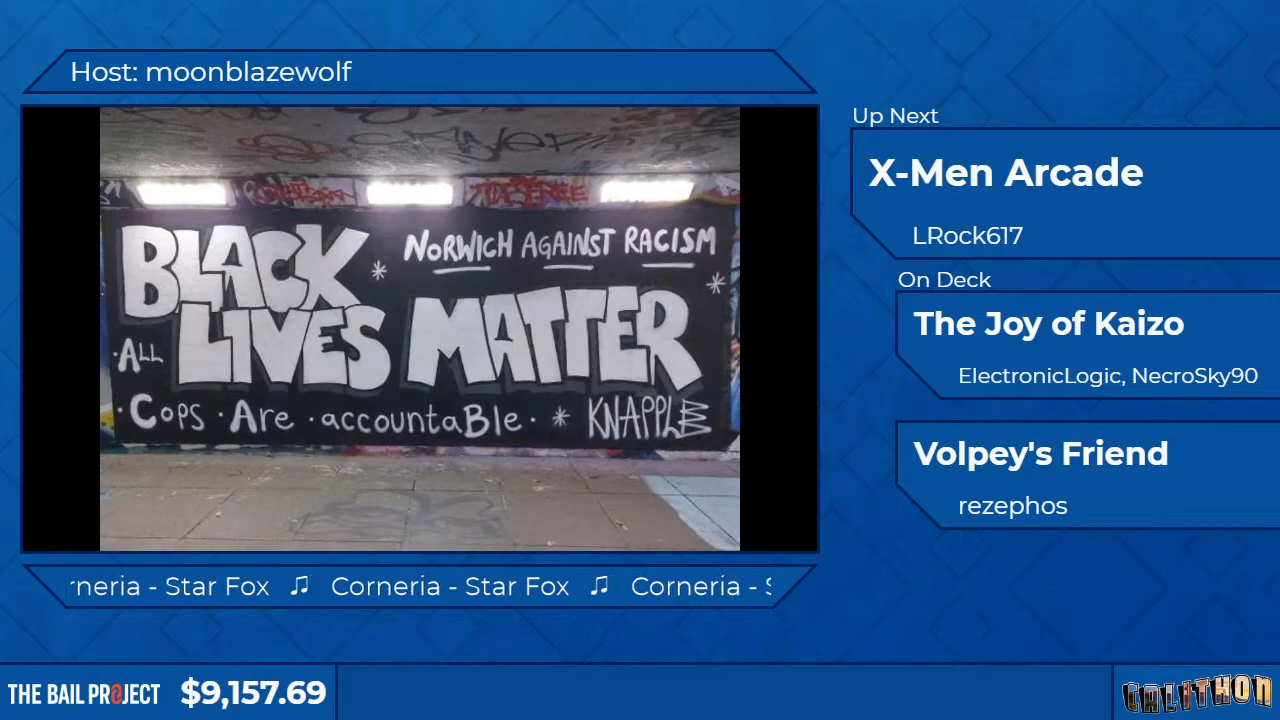 Host: moonblazewolf
BLACK
NORWICH AGAINST RACISM
LIVES MATTER
·ALL
·COPS ·Are ·accountaBle· * KNAPPLE
rneria - Star Fox ♫ Corneria - Star Fox ♫ Corneria - S
Up Next
X-Men Arcade
LRock617
On Deck
The Joy of Kaizo
ElectronicLogic, NecroSky90
Volpey's Friend
rezephos
THE BAIL PROJECT $9,157.69
CALITHON